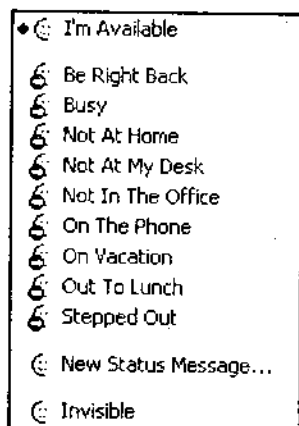 I'm Available
Be Right Back
Busy
Not At Home
Not At My Desk
Not In The Office
On The Phone
On Vacation
Out To Lunch
Stepped Out
New Status Message...
Invisible